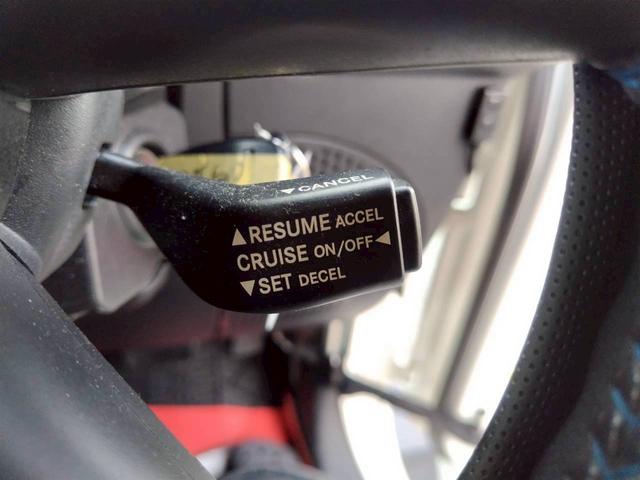 ▼CANCEL
▲RESUME ACCEL
CRUISE ON/OFF◀
▼SET DECEL